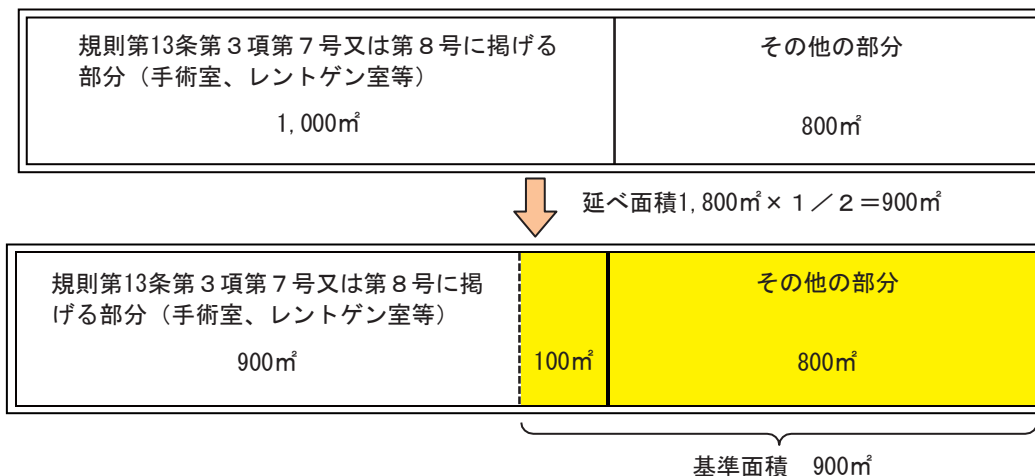 規則第13条第３項第７号又は第８号に掲げる
部分（手術室、レントゲン室等）
1,000㎡
その他の部分
800㎡
延べ面積1,800㎡×１／２＝900㎡
規則第13条第３項第７号又は第８号に掲
げる部分（手術室、レントゲン室等）
900㎡
100㎡
その他の部分
800㎡
基準面積　900㎡